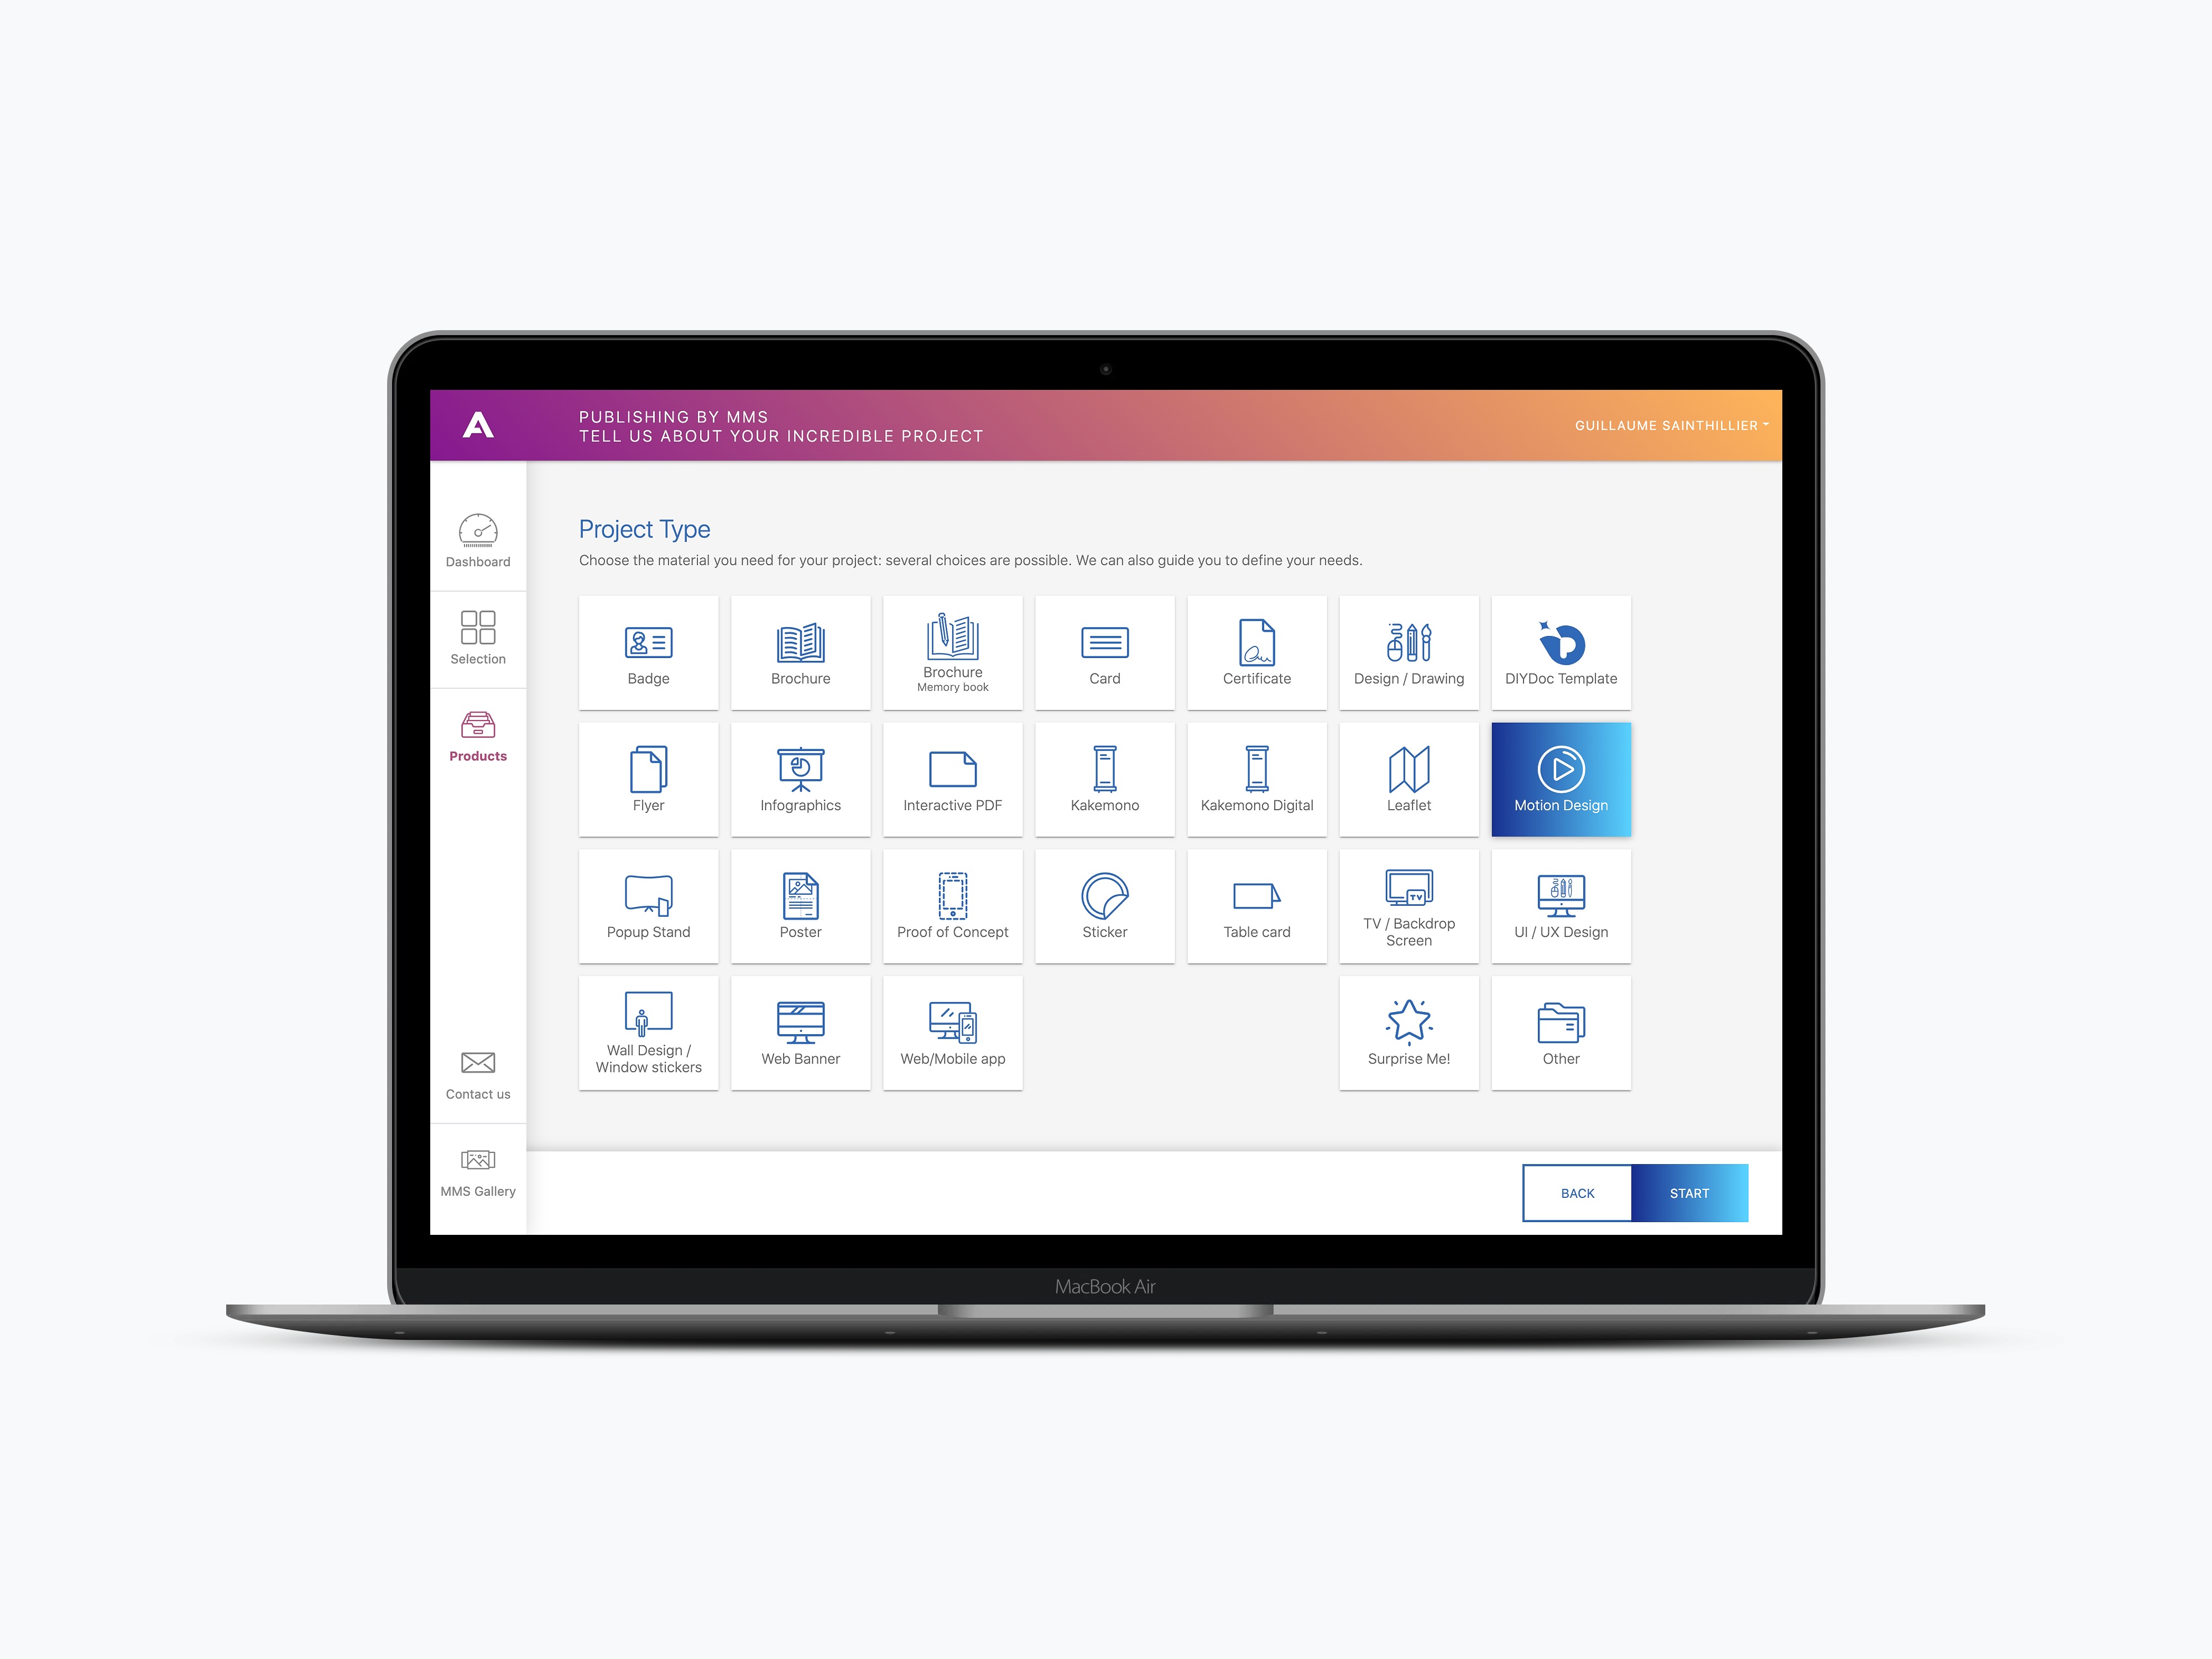 PUBLISHING BY MMS
TELL US ABOUT YOUR INCREDIBLE PROJECT
GUILLAUME SAINTHILLIER
Dashboard
Selection
Products
Contact us
MMS Gallery
Project Type
Choose the material you need for your project: several choices are possible. We can also guide you to define your needs.
Badge
Brochure
Brochure
Memory book
Card
Certificate
Design / Drawing
DIYDoc Template
Flyer
Infographics
Interactive PDF
Kakemono
Kakemono Digital
Leaflet
Motion Design
Popup Stand
Poster
Proof of Concept
Sticker
Table card
TV
TV / Backdrop
Screen
UI / UX Design
Wall Design /
Window stickers
Web Banner
Web/Mobile app
Surprise Me!
Other
BACK
START
MacBook Air